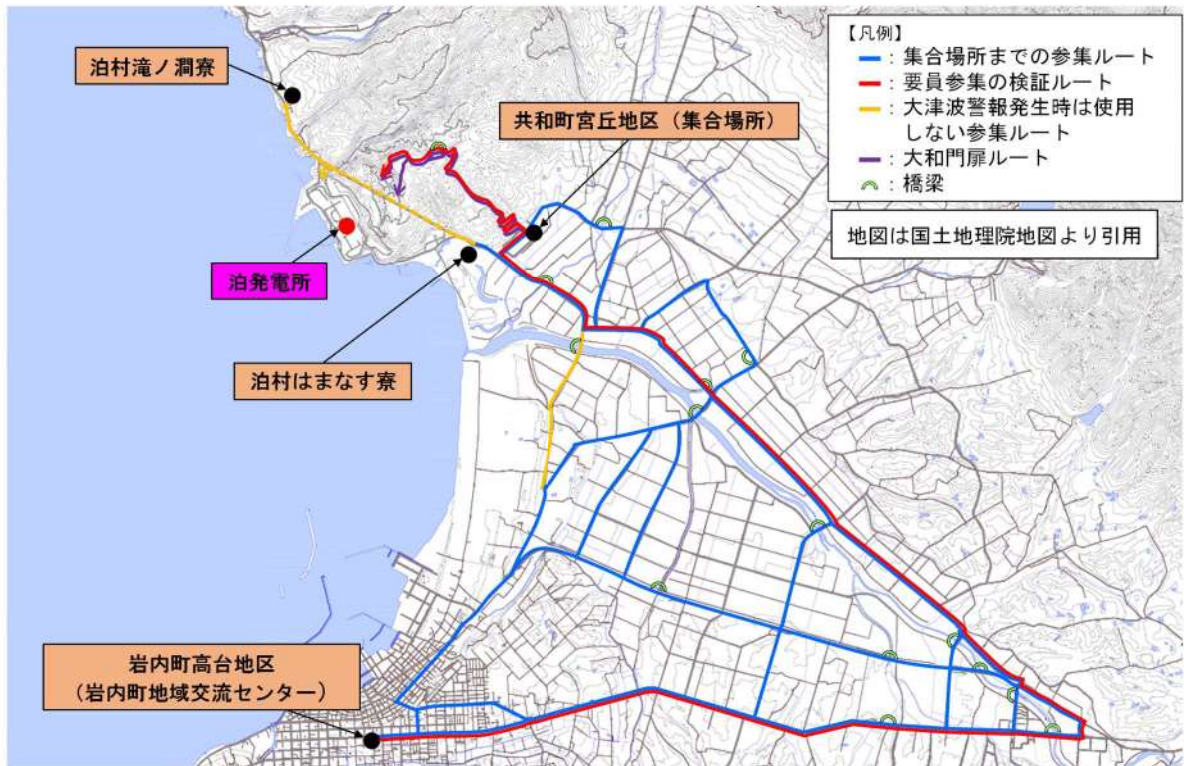 泊村滝ノ澗寮
共和町宮丘地区（集合場所）
泊発電所
泊村はまなす寮
岩内町高台地区
（岩内町地域交流センター）
【凡例】
：集合場所までの参集ルート
：要員参集の検証ルート
：大津波警報発生時は使用
しない参集ルート
：大和門扉ルート
：橋梁
地図は国土地理院地図より引用